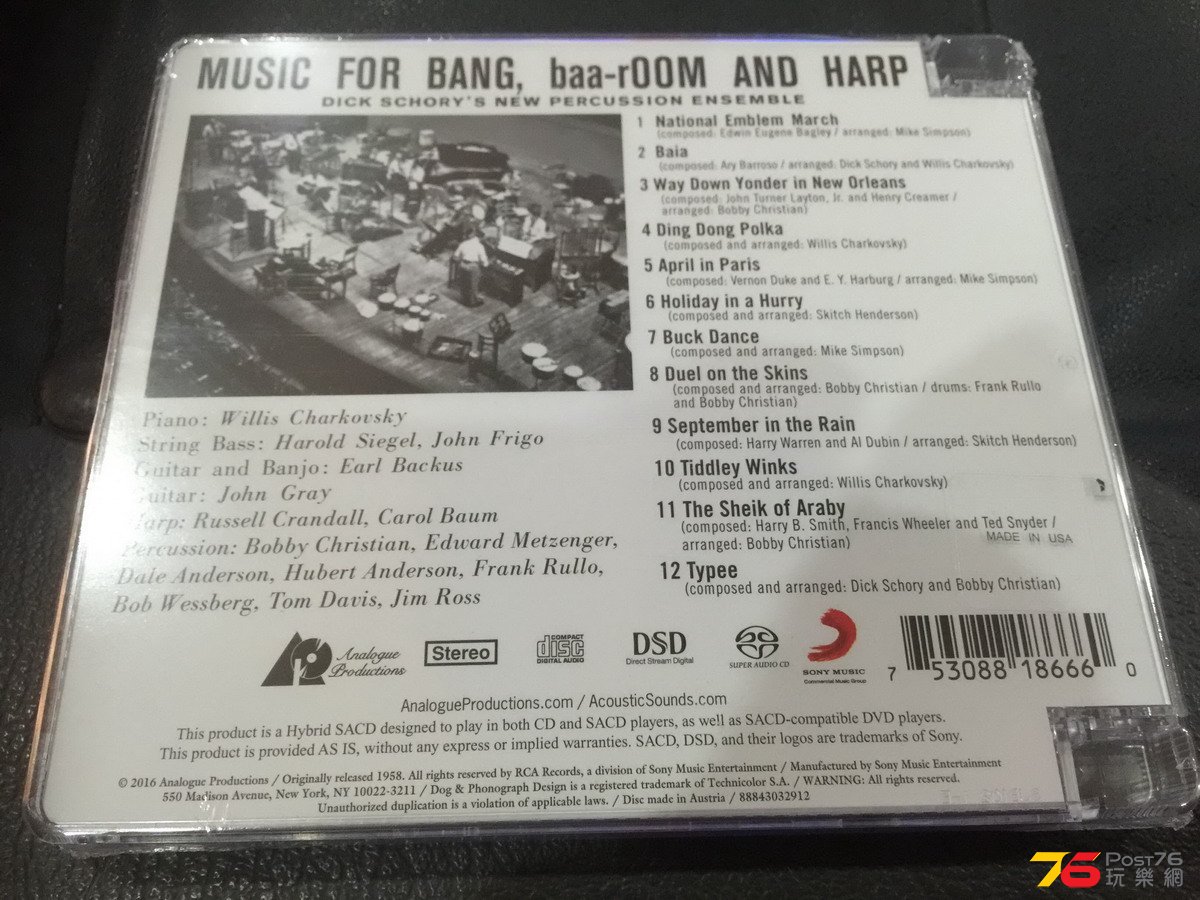 MUSIC FOR BANG, baa-rOOM AND HARP
DICK SCHORY'S NEW PERCUSSION ENSEMBLE
1 National Emblem March
(composed: Edwin Eugene Bagley / arranged: Mike Simpson)
2 Baia
(composed: Ary Barroso / arranged: Dick Schory and Willis Charkovsky)
3 Way Down Yonder in New Orleans
(composed: John Turner Layton, Jr. and Henry Creamer /
arranged: Bobby Christian)
4 Ding Dong Polka
(composed and arranged: Willis Charkovsky)
5 April in Paris
(composed: Vernon Duke and E. Y. Harburg / arranged: Mike Simpson)
6 Holiday in a Hurry
(composed and arranged: Skitch Henderson)
7 Buck Dance
(composed and arranged: Mike Simpson)
8 Duel on the Skins
(composed and arranged: Bobby Christian / drums: Frank Rullo
and Bobby Christian)
9 September in the Rain
(composed: Harry Warren and Al Dubin / arranged: Skitch Henderson)
10 Tiddley Winks
(composed and arranged: Willis Charkovsky)
11 The Sheik of Araby
(composed: Harry B. Smith, Francis Wheeler and Ted Snyder /
arranged: Bobby Christian)
MADE IN USA
12 Typee
(composed and arranged: Dick Schory and Bobby Christian)
Piano: Willis Charkovsky
String Bass: Harold Siegel, John Frigo
Guitar and Banjo: Earl Backus
Guitar: John Gray
Harp: Russell Crandall, Carol Baum
Percussion: Bobby Christian, Edward Metzenger,
Dale Anderson, Hubert Anderson, Frank Rullo,
Bob Wessberg, Tom Davis, Jim Ross
Analogue
Productions
Stereo
COMPACT
disc
DIGITAL AUDIO
DSD
Direct Stream Digital
SUPER AUDIO CD
SONY MUSIC
Commercial Music Group
7 53088 18666 0
AnalogueProductions.com / AcousticSounds.com
This product is a Hybrid SACD designed to play in both CD and SACD players, as well as SACD-compatible DVD players.
This product is provided AS IS, without any express or implied warranties. SACD, DSD, and their logos are trademarks of Sony.
© 2016 Analogue Productions / Originally released 1958. All rights reserved by RCA Records, a division of Sony Music Entertainment / Manufactured by Sony Music Entertainment
550 Madison Avenue, New York, NY 10022-3211 / Dog & Phonograph Design is a registered trademark of Technicolor S.A. / WARNING: All rights reserved.
Unauthorized duplication is a violation of applicable laws. / Disc made in Austria / 88843032912
76 POST76
玩樂網